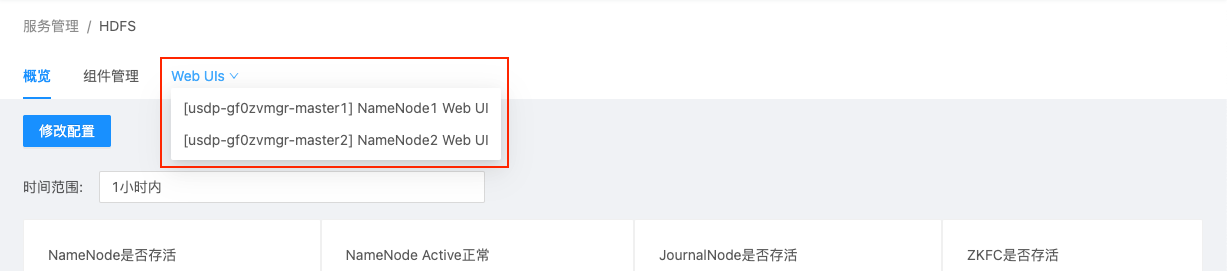 服务管理 / HDFS
概览 组件管理 Web UIs
[usdp-gf0zvmgr-master1] NameNode1 Web UI
[usdp-gf0zvmgr-master2] NameNode2 Web UI
修改配置
时间范围: 1小时内
NameNode是否存活 NameNode Active正常 JournalNode是否存活 ZKFC是否存活